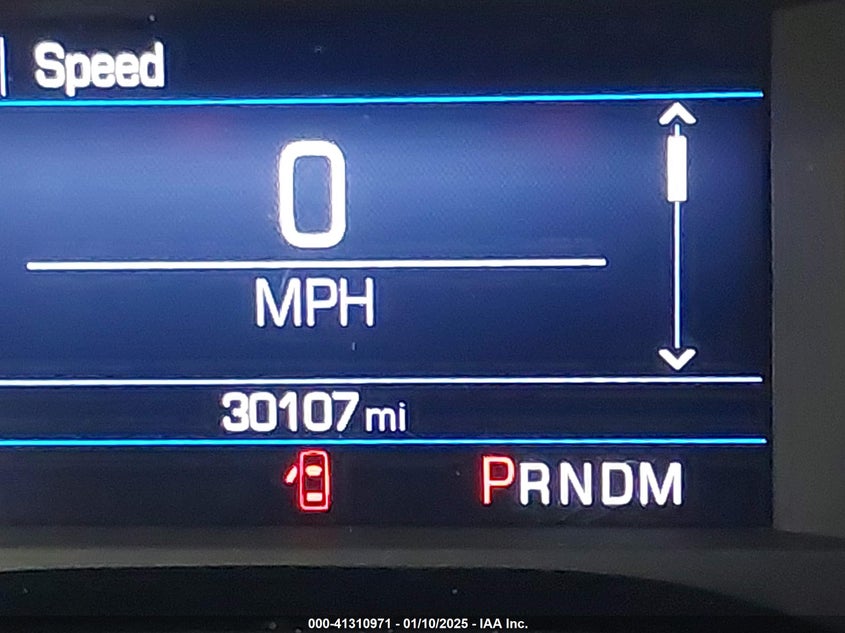 Speed
0
MPH
30107 mi
PRNDM
000-41310971 - 01/10/2025 - IAA Inc.